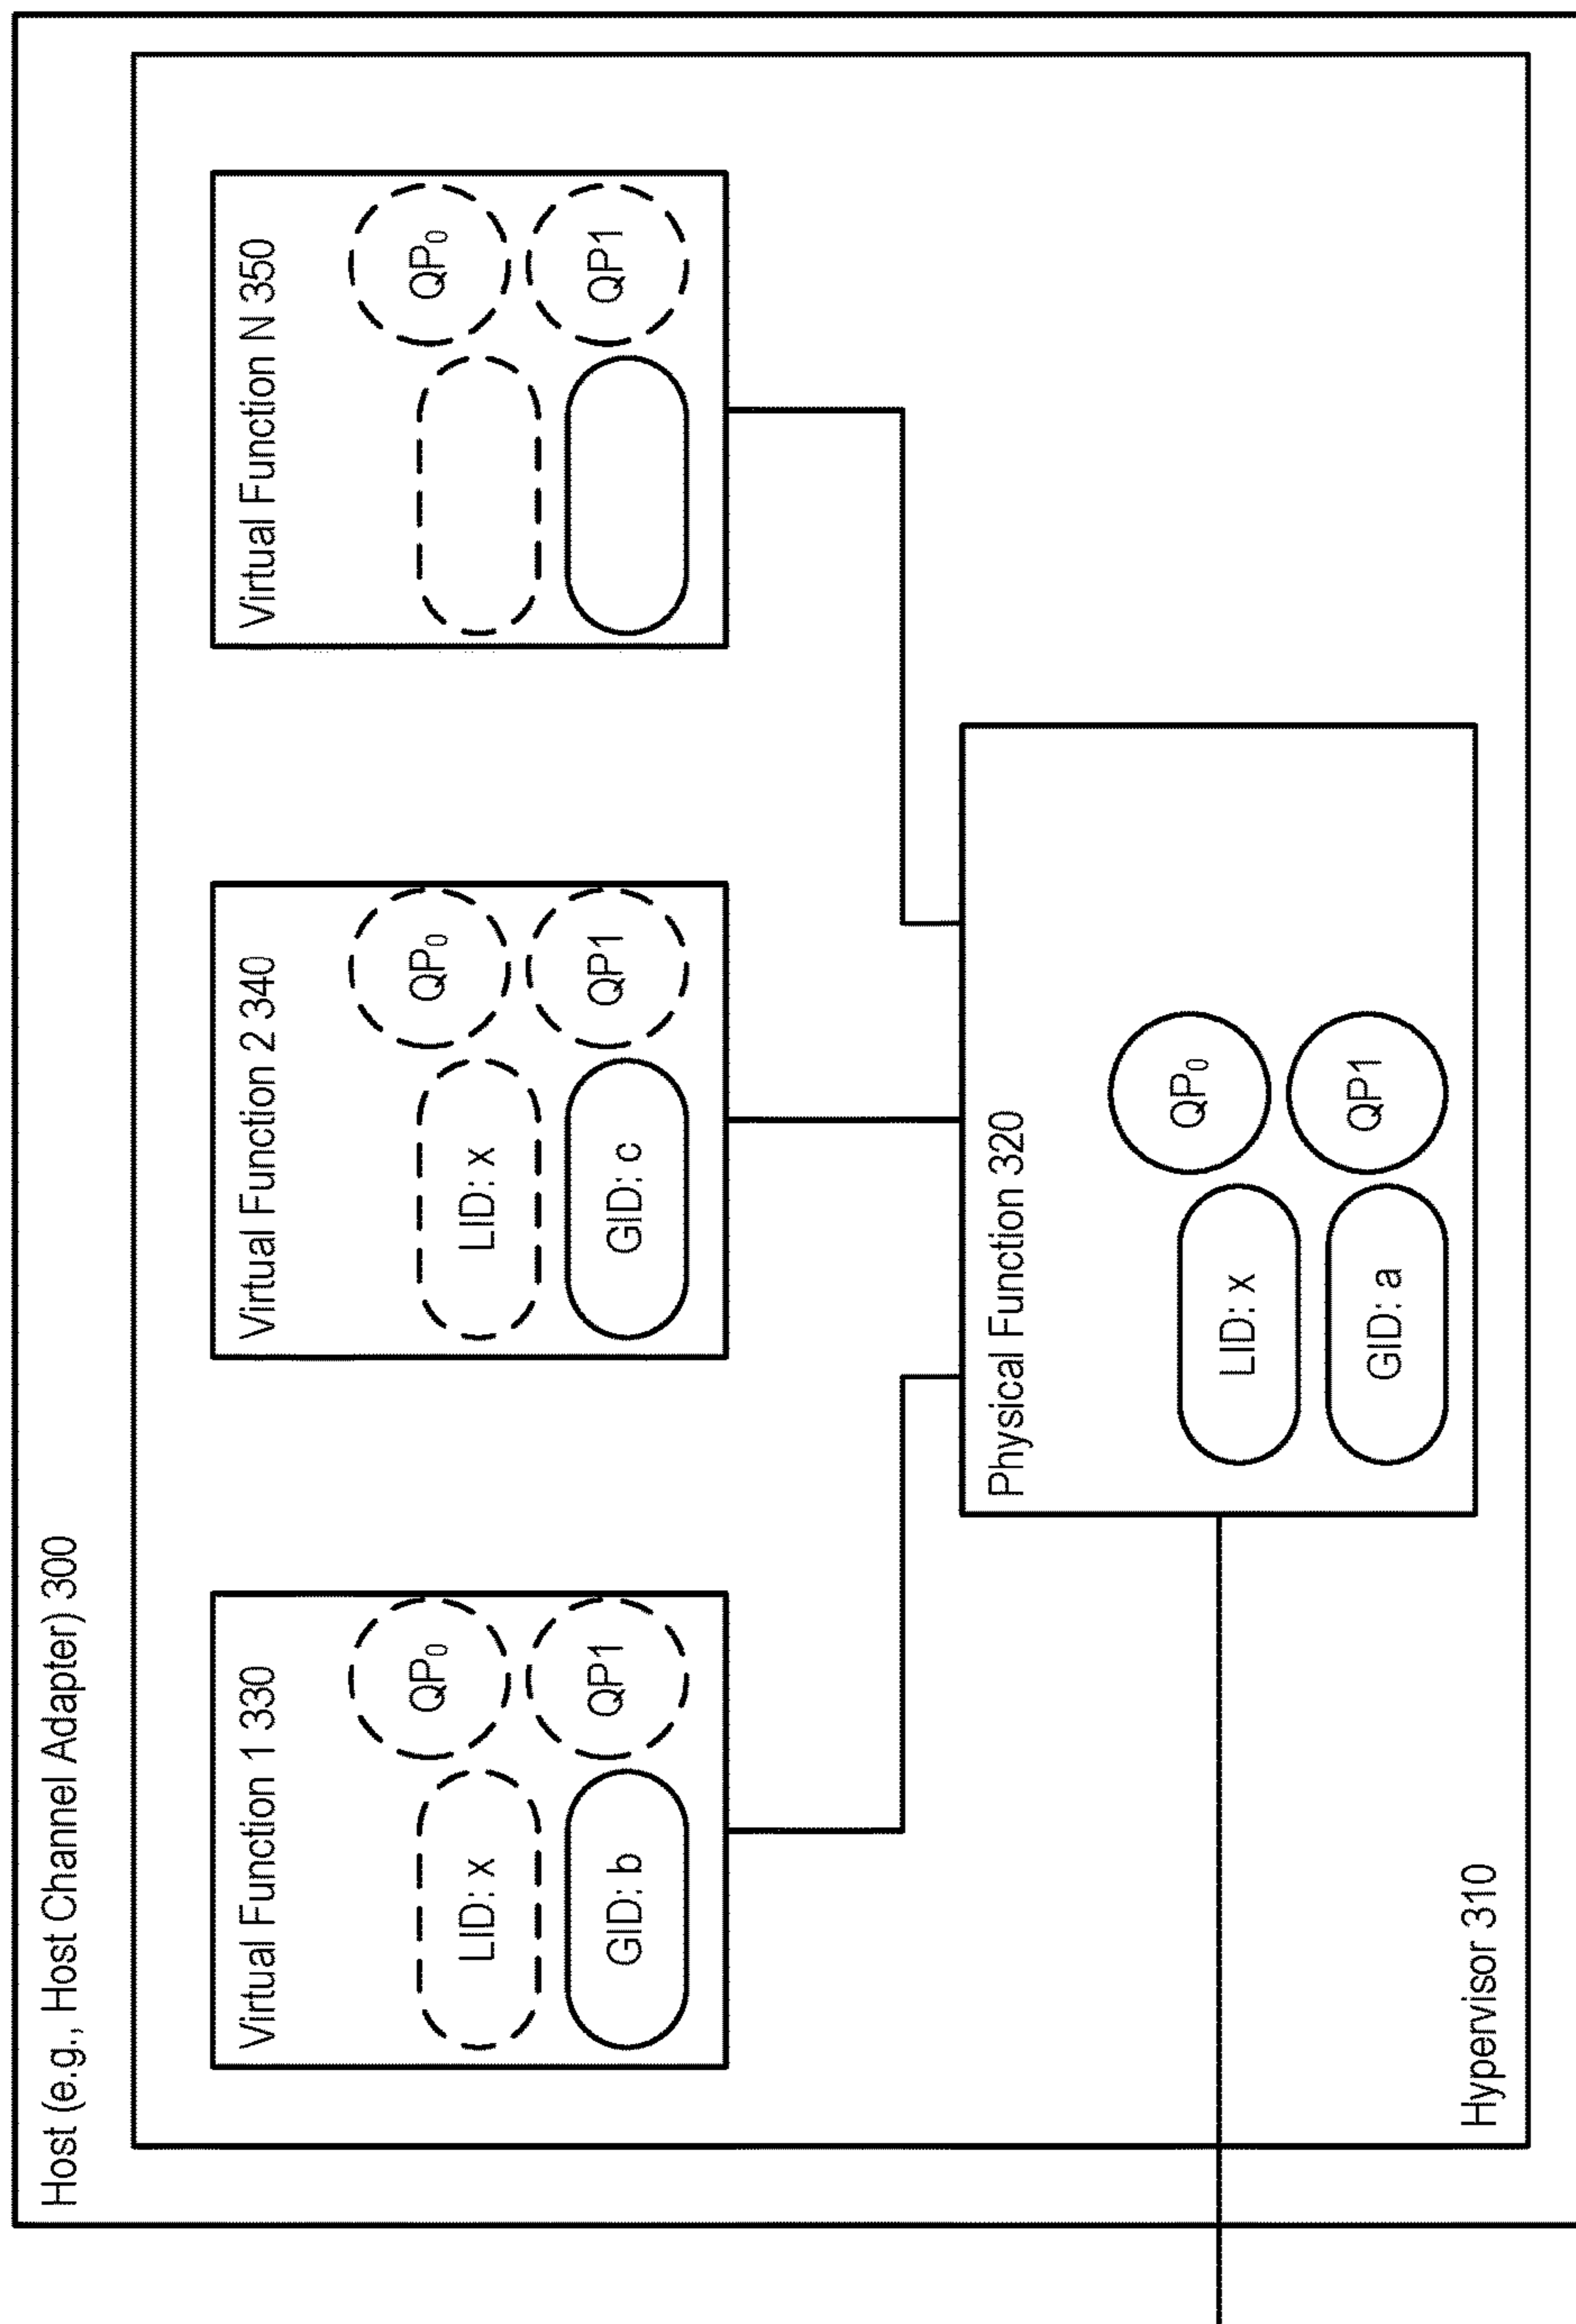 Host (e.g., Host Channel Adapter) 300
Virtual Function 1 330
LID: x
QP0
GID: b
QP1
Virtual Function 2 340
LID: x
QP0
GID: c
QP1
Virtual Function N 350
QP0
QP1
Physical Function 320
LID: x
QP0
GID: a
QP1
Hypervisor 310